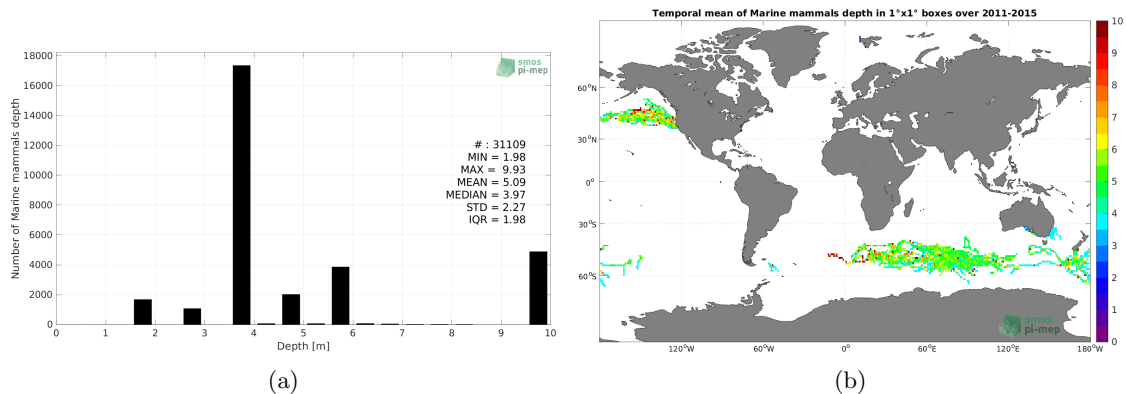 18000
16000
14000
12000
10000
8000
6000
4000
2000
0
Number of Marine mammals depth
smos
pi-mep
# : 31109
MIN = 1.98
MAX = 9.93
MEAN = 5.09
MEDIAN = 3.97
STD = 2.27
IQR = 1.98
0 1 2 3 4 5 6 7 8 9 10
Depth [m]
(a)
Temporal mean of Marine mammals depth in 1°x1° boxes over 2011-2015
60°N
30°N
0°
30°S
60°S
120°W 60°W 0° 60°E 120°E 180°W
smos
pi-mep
10
9
8
7
6
5
4
3
2
1
0
(b)